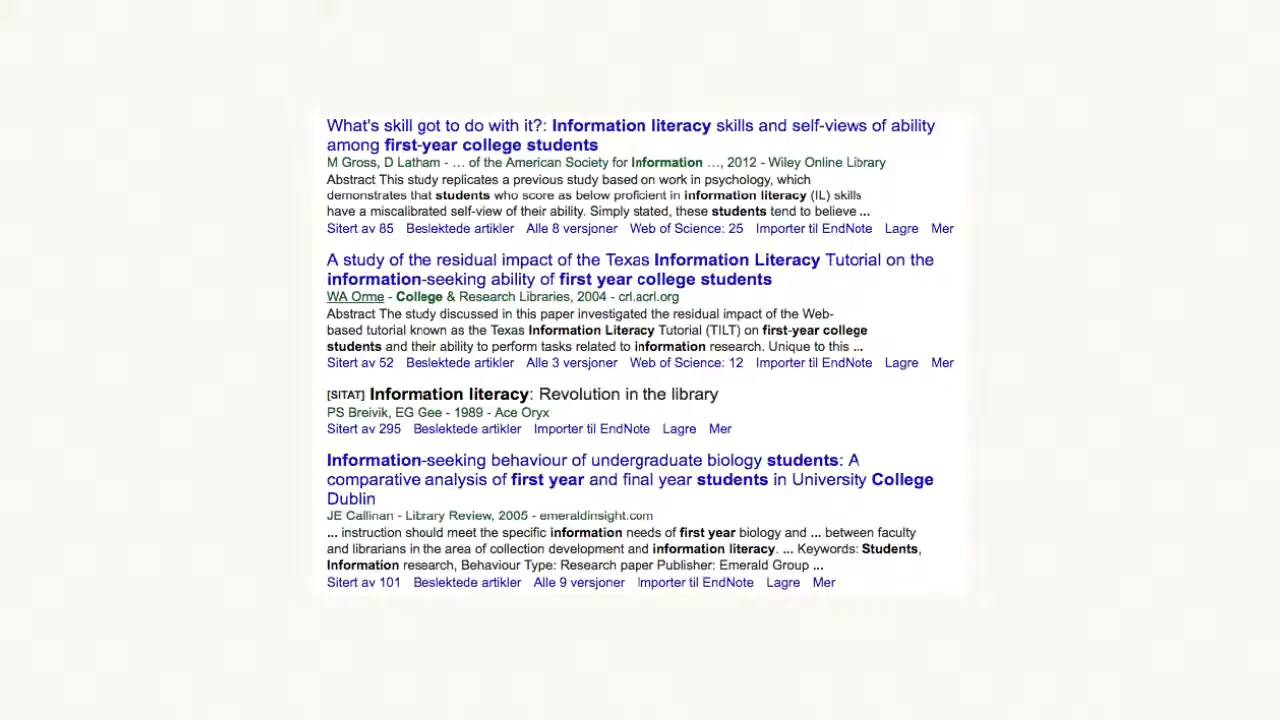 What's skill got to do with it?: Information literacy skills and self-views of ability
among first-year college students
M Gross, D Latham - … of the American Society for Information …, 2012 - Wiley Online Library
Abstract This study replicates a previous study based on work in psychology, which
demonstrates that students who score as below proficient in information literacy (IL) skills
have a miscalibrated self-view of their ability. Simply stated, these students tend to believe ...
Sitert av 85 Beslektede artikler Alle 8 versjoner Web of Science: 25 Importer til EndNote Lagre Mer
A study of the residual impact of the Texas Information Literacy Tutorial on the
information-seeking ability of first year college students
WA Orme - College & Research Libraries, 2004 - crl.acrl.org
Abstract The study discussed in this paper investigated the residual impact of the Web-
based tutorial known as the Texas Information Literacy Tutorial (TILT) on first-year college
students and their ability to perform tasks related to information research. Unique to this ...
Sitert av 52 Beslektede artikler Alle 3 versjoner Web of Science: 12 Importer til EndNote Lagre Mer
[SITAT] Information literacy: Revolution in the library
PS Breivik, EG Gee - 1989 - Ace Oryx
Sitert av 295 Beslektede artikler Importer til EndNote Lagre Mer
Information-seeking behaviour of undergraduate biology students: A
comparative analysis of first year and final year students in University College
Dublin
JE Callinan - Library Review, 2005 - emeraldinsight.com
... instruction should meet the specific information needs of first year biology and ... between faculty
and librarians in the area of collection development and information literacy. ... Keywords: Students,
Information research, Behaviour Type: Research paper Publisher: Emerald Group ...
Sitert av 101 Beslektede artikler Alle 9 versjoner Importer til EndNote Lagre Mer